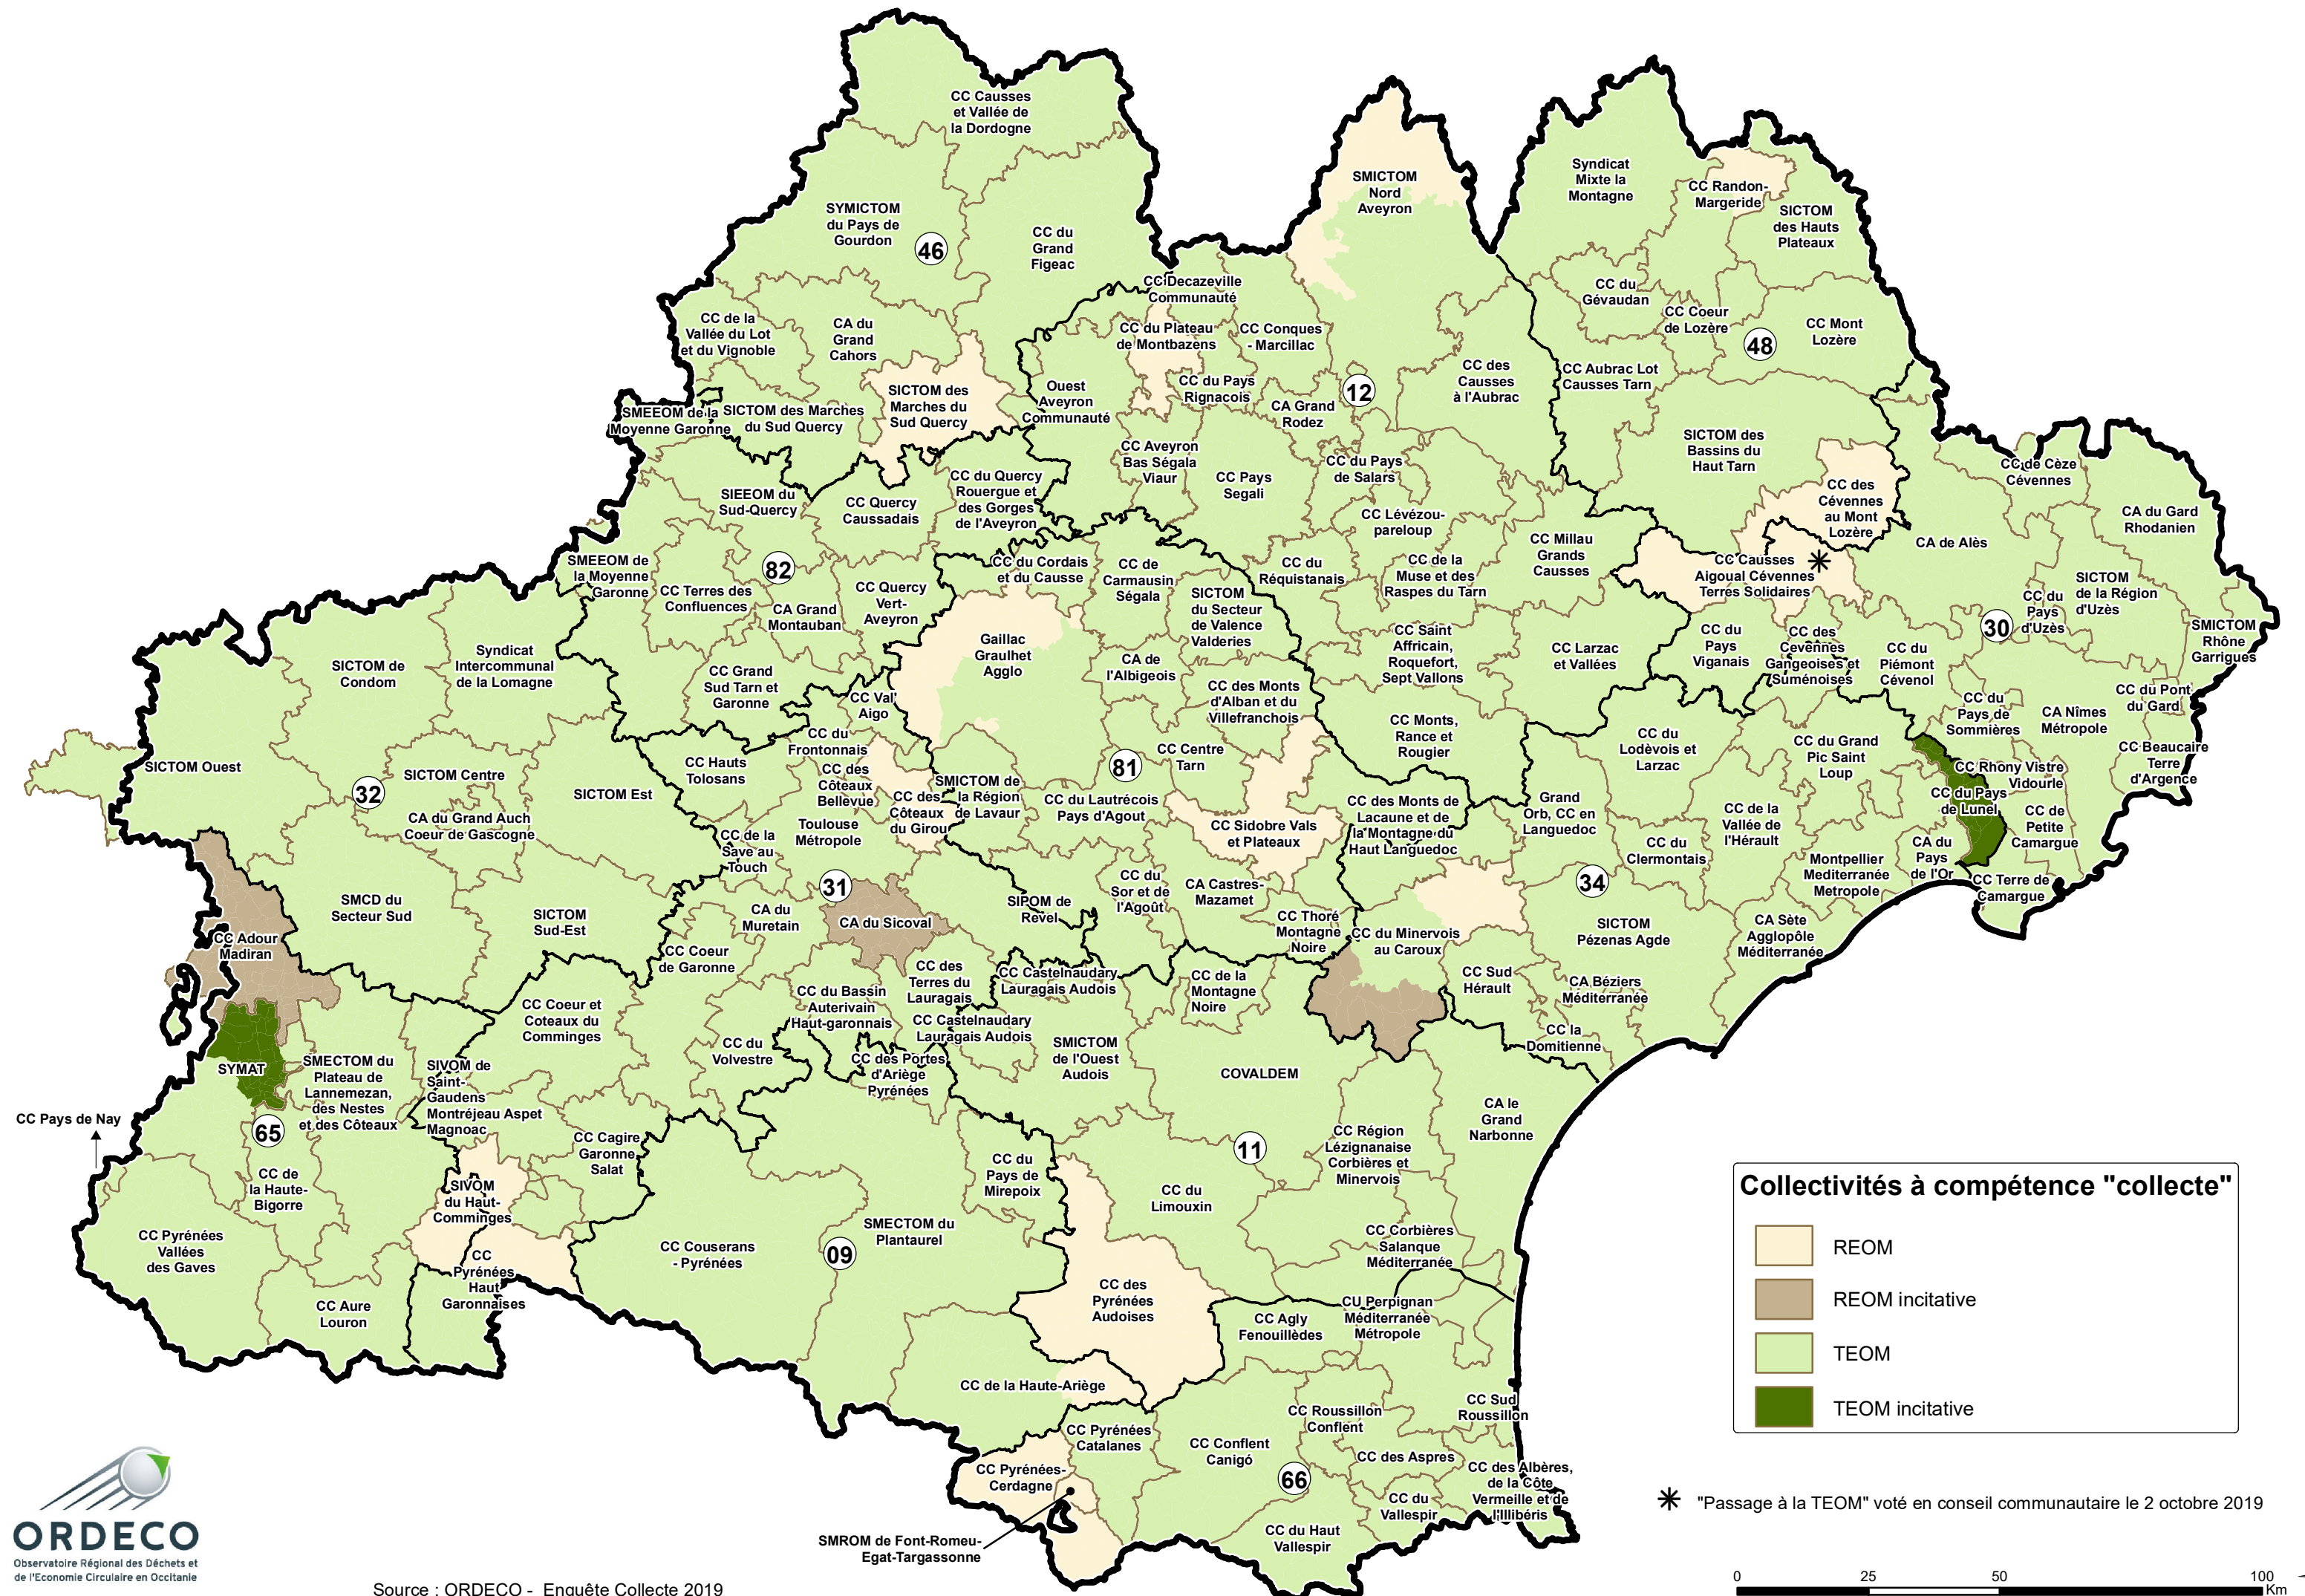 CC Causses
et Vallée de
la Dordogne
SYMICTOM
du Pays de
Gourdon
46
CC du
Grand
Figeac
SMICTOM
Nord
Aveyron
Syndicat
Mixte la
Montagne
CC Randon-
Margeride
SICTOM
des Hauts
Plateaux
CC de la
Vallée du Lot
et du Vignoble
CA du
Grand
Cahors
CC Decazeville
Communauté
CC du Plateau
de Montbazens
CC Conques
- Marcillac
CC du
Gévaudan
CC Coeur
de Lozère
48
CC Mont
Lozère
SMEEOM de la
Moyenne Garonne
SICTOM des Marches
du Sud Quercy
SICTOM des
Marches du
Sud Quercy
Ouest
Aveyron
Communauté
CC du Pays
Rignacois
CA Grand
Rodez
12
CC des
Causses
à l'Aubrac
CC Aubrac Lot
Causses Tarn
SICTOM des
Bassins du
Haut Tarn
SIEEOM du
Sud-Quercy
CC Quercy
Caussadais
CC du Quercy
Rouergue et
des Gorges
de l'Aveyron
CC Aveyron
Bas Ségala
Viaur
CC Pays
Segali
CC du Pays
de Salars
CC Lévézou-
pareloup
CC des
Cévennes
au Mont
Lozère
CC de Cèze
Cévennes
CA du Gard
Rhodanien
SMEEOM de
la Moyenne
Garonne
CC Terres des
Confluences
82
CA Grand
Montauban
CC Quercy
Vert-
Aveyron
CC du Cordais
et du Causse
CC de
Carmausin
Ségala
SICTOM
du Secteur
de Valence
Valderies
CC du
Réquistanais
CC de la
Muse et des
Raspes du Tarn
CC Millau
Grands
Causses
CC Causses
Aigoual Cévennes
Terres Solidaires
CA de Alès
SICTOM
de la Région
d'Uzès
CC du
Pays
d'Uzès
30
SMICTOM
Rhône
Garrigues
SICTOM de
Condom
Syndicat
Intercommunal
de la Lomagne
CC Grand
Sud Tarn et
Garonne
CC Val'
Aigo
Gaillac
Graulhet
Agglo
CA de
l'Albigeois
CC des Monts
d'Alban et du
Villefranchois
CC Saint
Affricain,
Roquefort,
Sept Vallons
CC Larzac
et Vallées
CC du
Pays
Viganais
CC des
Cevennes
Gangeoises et
Suménoises
CC du
Piémont
Cévenol
CC du
Pays de
Sommières
CA Nîmes
Métropole
CC du Pont
du Gard
SICTOM Ouest
32
SICTOM Centre
CA du Grand Auch
Coeur de Gascogne
SICTOM Est
CC Hauts
Tolosans
CC du
Frontonnais
CC des
Côteaux
Bellevue
CC des
Côteaux
du Girou
Toulouse
Métropole
CC de la
Save au
Touch
SMICTOM de
la Région
de Lavaur
CC du Lautrécois
Pays d'Agout
81
CC Centre
Tarn
CC Sidobre Vals
et Plateaux
CC Monts,
Rance et
Rougier
CC des Monts de
Lacaune et de
la Montagne du
Haut Languedoc
Grand
Orb, CC en
Languedoc
CC du
Lodèvois et
Larzac
CC du
Clermontais
CC de la
Vallée de
l'Hérault
CC du Grand
Pic Saint
Loup
CC Rhony Vistre
Vidourle
CC du Pays
de Lunel
CC de
Petite
Camargue
CC Beaucaire
Terre
d'Argence
Montpellier
Mediterranée
Metropole
CA du
Pays
de l'Or
CC Terre de
Camargue
SMCD du
Secteur Sud
SICTOM
Sud-Est
31
CA du
Muretain
CA du Sicoval
SIPOM de
Revel
CC du
Sor et de
l'Agoût
CA Castres-
Mazamet
CC Thoré
Montagne
Noire
CC du Minervois
au Caroux
34
SICTOM
Pézenas Agde
CA Sète
Agglopôle
Méditerranée
CC Adour
Madiran
CC Coeur
de Garonne
CC Coeur et
Coteaux du
Comminges
CC du Bassin
Auterivain
Haut-garonnais
CC des
Terres du
Lauragais
CC Castelnaudary
Lauragais Audois
CC Castelnaudary
Lauragais Audois
CC de la
Montagne
Noire
CC Sud
Hérault
CA Béziers
Méditerranée
CC la
Domitienne
SYMAT
SMECTOM du
Plateau de
Lannemezan,
des Nestes
et des Côteaux
SIVOM de
Saint-
Gaudens
Montréjeau Aspet
Magnoac
CC du
Volvestre
CC des Portes
d'Ariège
Pyrénées
SMICTOM
de l'Ouest
Audois
COVALDEM
CA le
Grand
Narbonne
CC Pays de Nay
65
CC de
la Haute-
Bigorre
CC Cagire
Garonne
Salat
CC du
Pays de
Mirepoix
11
CC Région
Lézignanaise
Corbières et
Minervois
CC du
Limouxin
SIVOM
du Haut-
Comminges
CC Pyrénées
Vallées
des Gaves
CC Aure
Louron
CC
Pyrénées
Haut
Garonnaises
CC Couserans
- Pyrénées
09
SMECTOM du
Plantaurel
CC des
Pyrénées
Audoises
CC Corbières
Salanque
Méditerranée
CC Agly
Fenouillèdes
CU Perpignan
Méditerranée
Métropole
CC de la Haute-Ariège
CC Pyrénées
Catalanes
CC Pyrénées-
Cerdagne
SMROM de Font-Romeu-
Egat-Targassonne
CC Conflent
Canigó
CC Roussillon
Conflent
66
CC des Aspres
CC Sud
Roussillon
CC des Albères,
de la Côte
Vermeille et de
l'Illibéris
CC du
Vallespir
CC du Haut
Vallespir
Collectivités à compétence "collecte"
REOM
REOM incitative
TEOM
TEOM incitative
"Passage à la TEOM" voté en conseil communautaire le 2 octobre 2019
0 25 50 100
Km
ORDECO
Observatoire Régional des Déchets et
de l'Economie Circulaire en Occitanie
Source : ORDECO - Enquête Collecte 2019